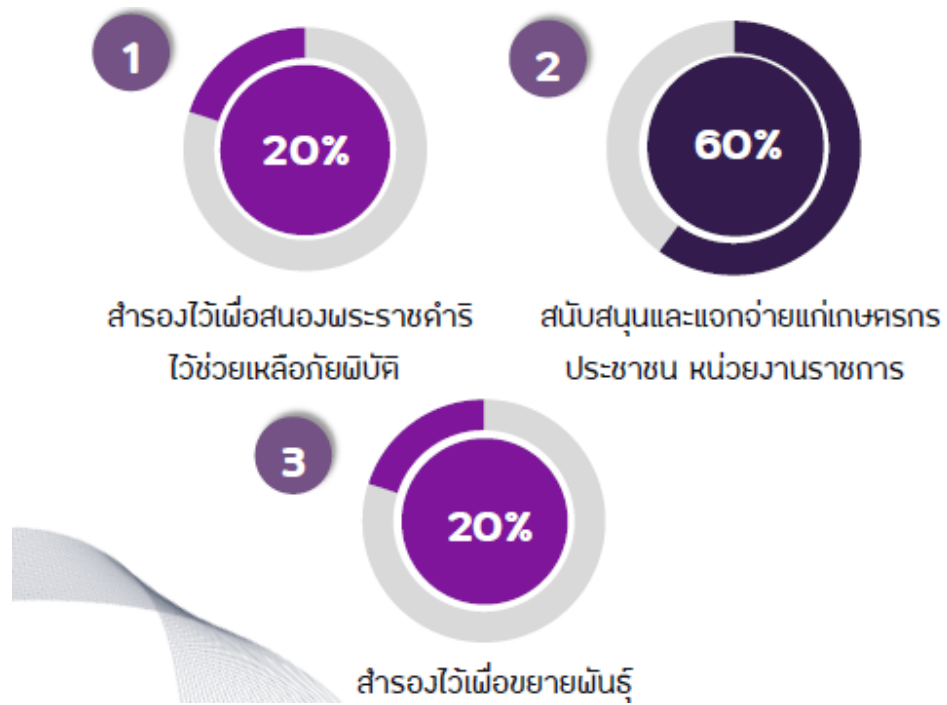 1
20%
สำรองไว้เพื่อสนองพระราชดำริ
ไว้ช่วยเหลือภัยพิบัติ
2
60%
สนับสนุนและแจกจ่ายแก่เกษตรกร
ประชาชน หน่วยงานราชการ
3
20%
สำรองไว้เพื่อขยายพันธุ์